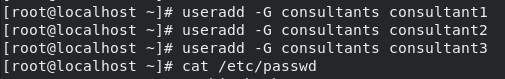 [root@localhost ~]# useradd -G consultants consultant1
[root@localhost ~]# useradd -G consultants consultant2
[root@localhost ~]# useradd -G consultants consultant3
[root@localhost ~]# cat /etc/passwd